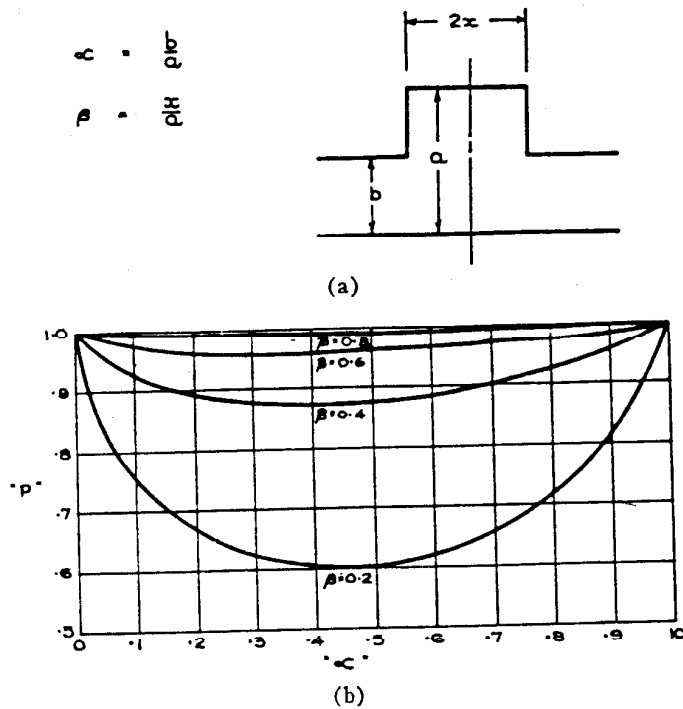 2x
∝ = b/a
β = x/a
a
b
(a)
1.0
β=0.8
β=0.6
.9
β=0.4
.8
"P"
.7
.6
β=0.2
.5
0 .1 .2 .3 .4 .5 .6 .7 .8 .9 1.0
"∝"
(b)